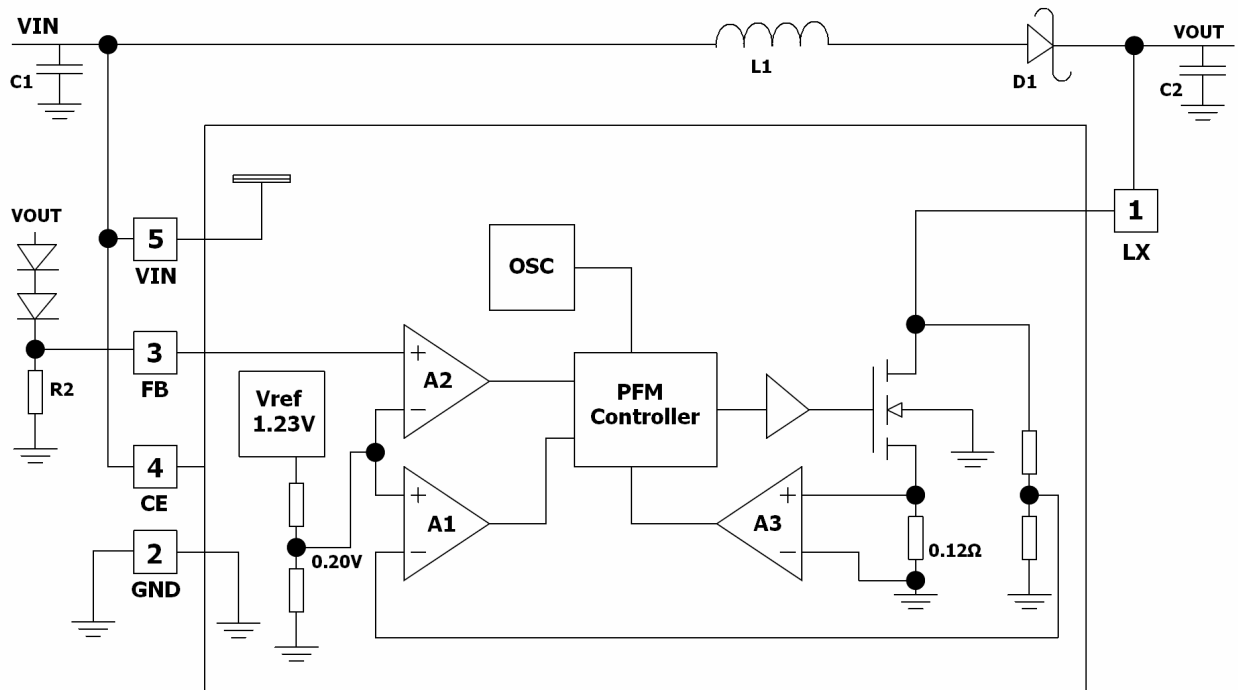 VIN
C1
L1
D1
VOUT
C2
1
LX
VOUT
5
VIN
OSC
3
FB
R2
Vref
1.23V
+
A2
−
PFM
Controller
4
CE
+
A1
−
+
A3
−
0.12Ω
2
GND
0.20V